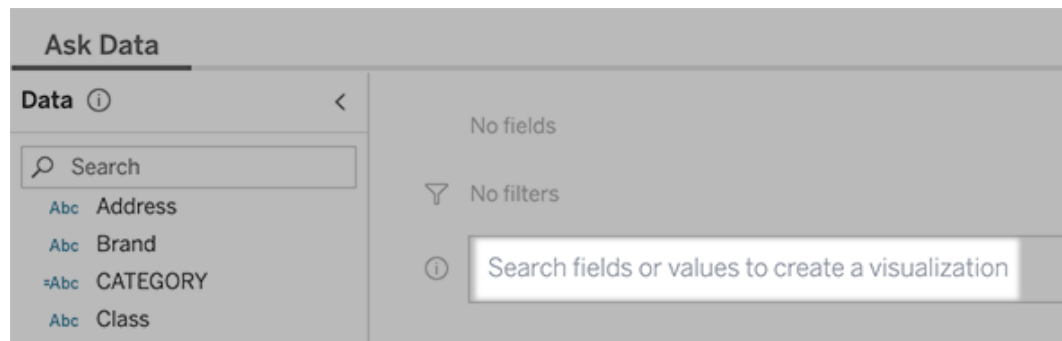 Ask Data
Data
Search
Abc Address
Abc Brand
=Abc CATEGORY
Abc Class
No fields
No filters
Search fields or values to create a visualization